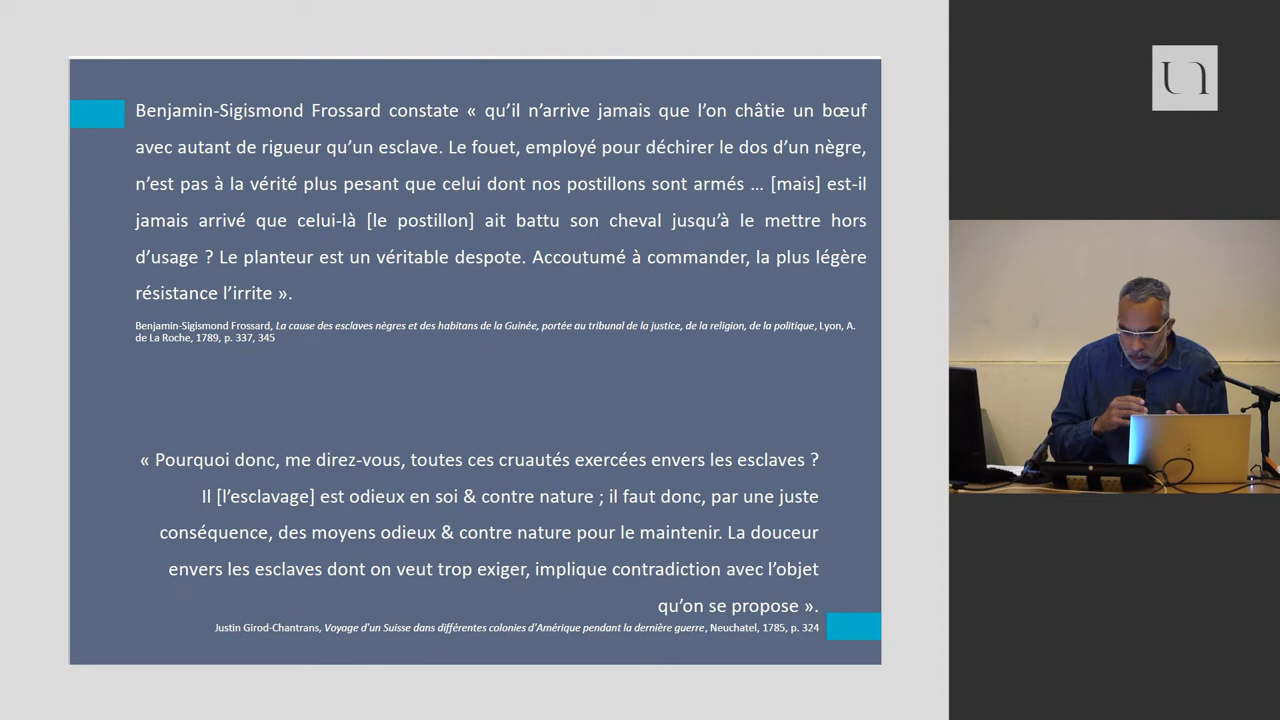 Benjamin-Sigismond Frossard constate « qu’il n’arrive jamais que l’on châtie un bœuf
avec autant de rigueur qu’un esclave. Le fouet, employé pour déchirer le dos d’un nègre,
n’est pas à la vérité plus pesant que celui dont nos postillons sont armés … [mais] est-il
jamais arrivé que celui-là [le postillon] ait battu son cheval jusqu’à le mettre hors
d’usage ? Le planteur est un véritable despote. Accoutumé à commander, la plus légère
résistance l’irrite ».
Benjamin-Sigismond Frossard, La cause des esclaves nègres et des habitans de la Guinée, portée au tribunal de la justice, de la religion, de la politique, Lyon, A.
de La Roche, 1789, p. 337, 345
« Pourquoi donc, me direz-vous, toutes ces cruautés exercées envers les esclaves ?
Il [l’esclavage] est odieux en soi & contre nature ; il faut donc, par une juste
conséquence, des moyens odieux & contre nature pour le maintenir. La douceur
envers les esclaves dont on veut trop exiger, implique contradiction avec l’objet
qu’on se propose ».
Justin Girod-Chantrans, Voyage d'un Suisse dans différentes colonies d'Amérique pendant la dernière guerre, Neuchatel, 1785, p. 324